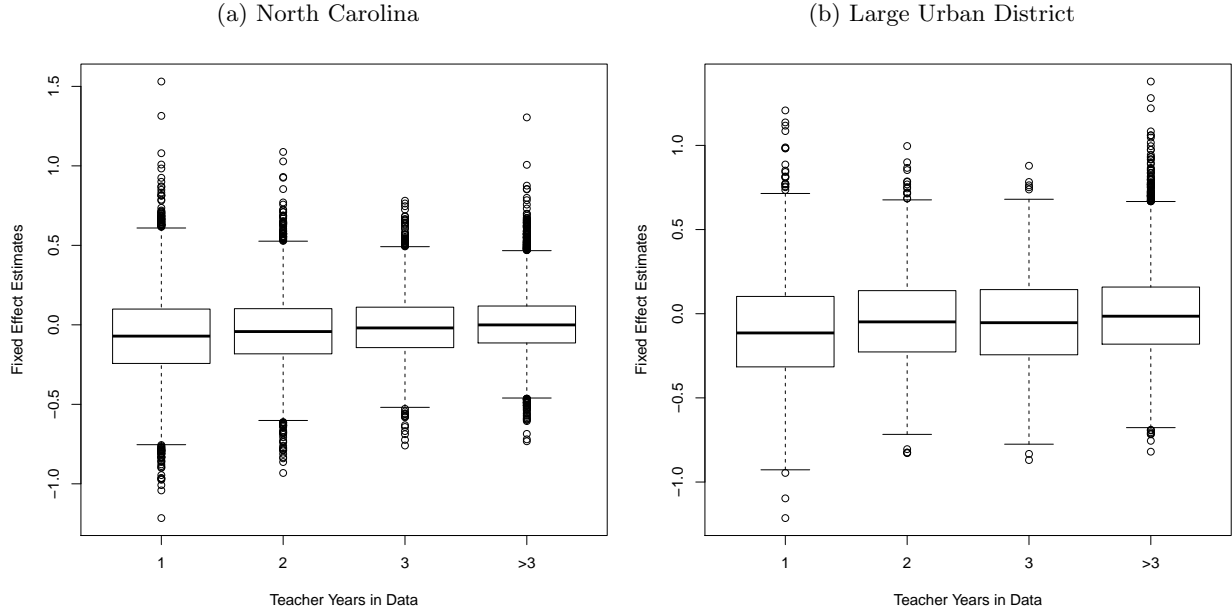 (a) North Carolina
Fixed Effect Estimates
1.5
1.0
0.5
0.0
−0.5
−1.0
1 2 3 >3
Teacher Years in Data
(b) Large Urban District
Fixed Effect Estimates
1.0
0.5
0.0
−0.5
−1.0
1 2 3 >3
Teacher Years in Data